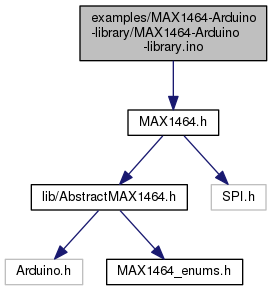 examples/MAX1464-Arduino
-library/MAX1464-Arduino
-library.ino
MAX1464.h
lib/AbstractMAX1464.h
SPI.h
Arduino.h
MAX1464_enums.h